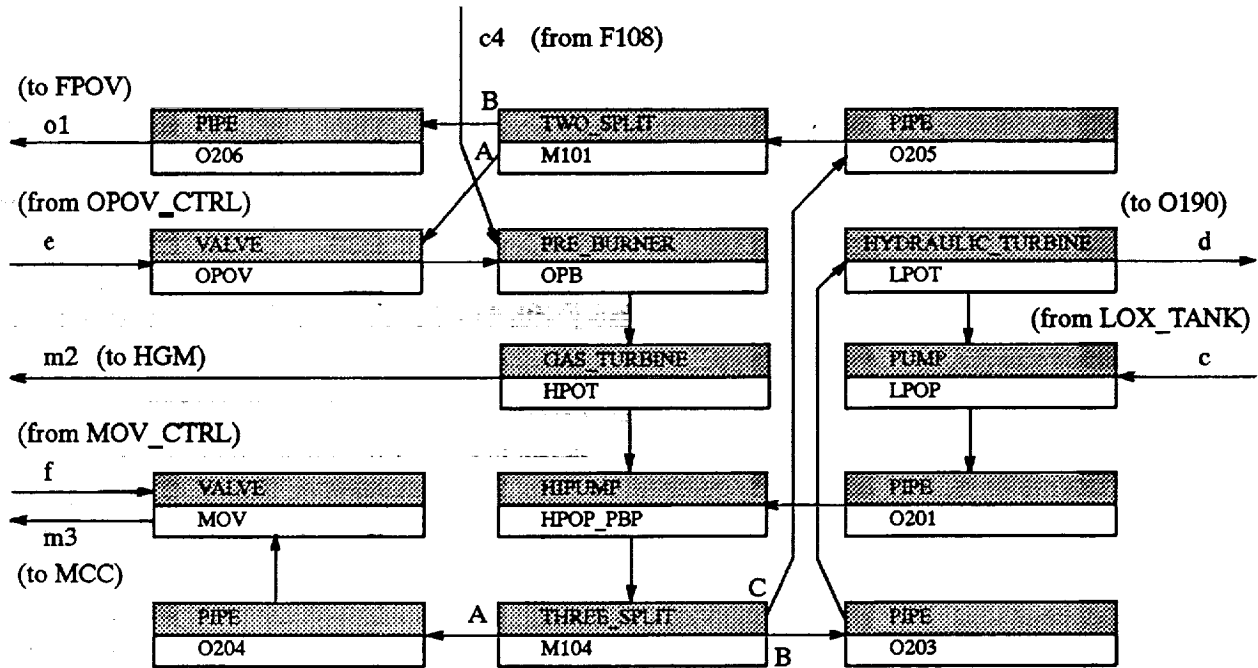 c4 (from F108)
(to FPOV)
o1
PIPE
O206
B
A
TWO_SPLIT
M101
PIPE
O205
(from OPOV_CTRL)
e
VALVE
OPOV
PRE_BURNER
OPB
HYDRAULIC_TURBINE
LPOT
(to O190)
d
m2 (to HGM)
GAS_TURBINE
HPOT
PUMP
LPOP
(from LOX_TANK)
c
(from MOV_CTRL)
f
VALVE
MOV
m3
(to MCC)
HIPUMP
HPOP_PBP
PIPE
O201
PIPE
O204
A
THREE_SPLIT
M104
C
B
PIPE
O203